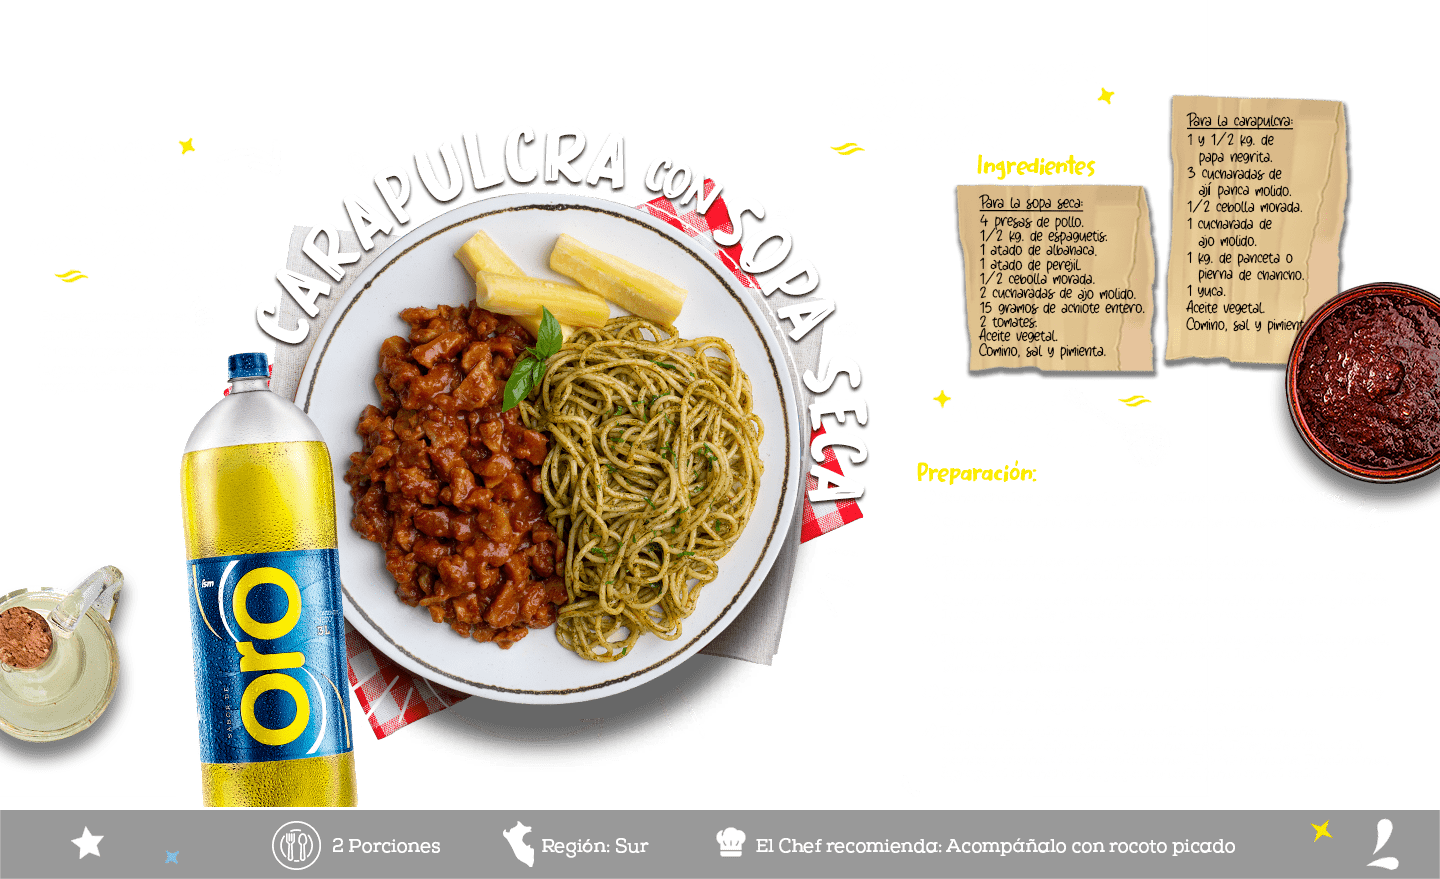 CARAPULCRA CON SOPA SECA
Ingredientes
Para la sopa seca:
4 presas de pollo.
1/2 kg. de espaguetis.
1 atado de albahaca.
1 atado de perejil.
1/2 cebolla morada.
2 cucharadas de ajo molido.
15 gramos de achiote entero.
2 tomates.
Aceite vegetal.
Comino, sal y pimienta.
Para la carapulcra:
1 y 1/2 kg. de
papa negrita.
3 cucharadas de
ají panca molido.
1/2 cebolla morada.
1 cucharada de
ajo molido.
1 kg. de panceta o
pierna de chancho.
1 yuca.
Aceite vegetal.
Comino, sal y pimient
Preparación:
ism
oro
SABOR DE
3L
2 Porciones
Región: Sur
El Chef recomienda: Acompáñalo con rocoto picado